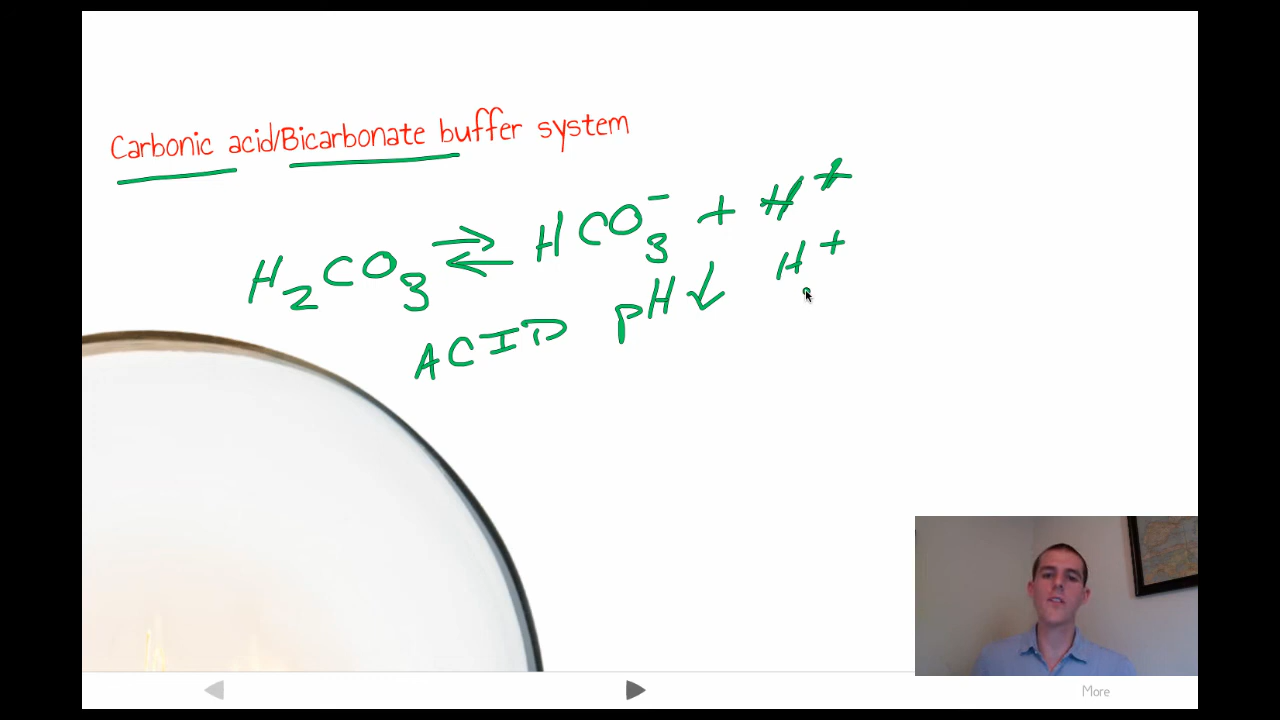 Carbonic acid/Bicarbonate buffer system
H₂CO₃ ⇌ HCO₃⁻ + H⁺
H⁺
ACID pH↓
More